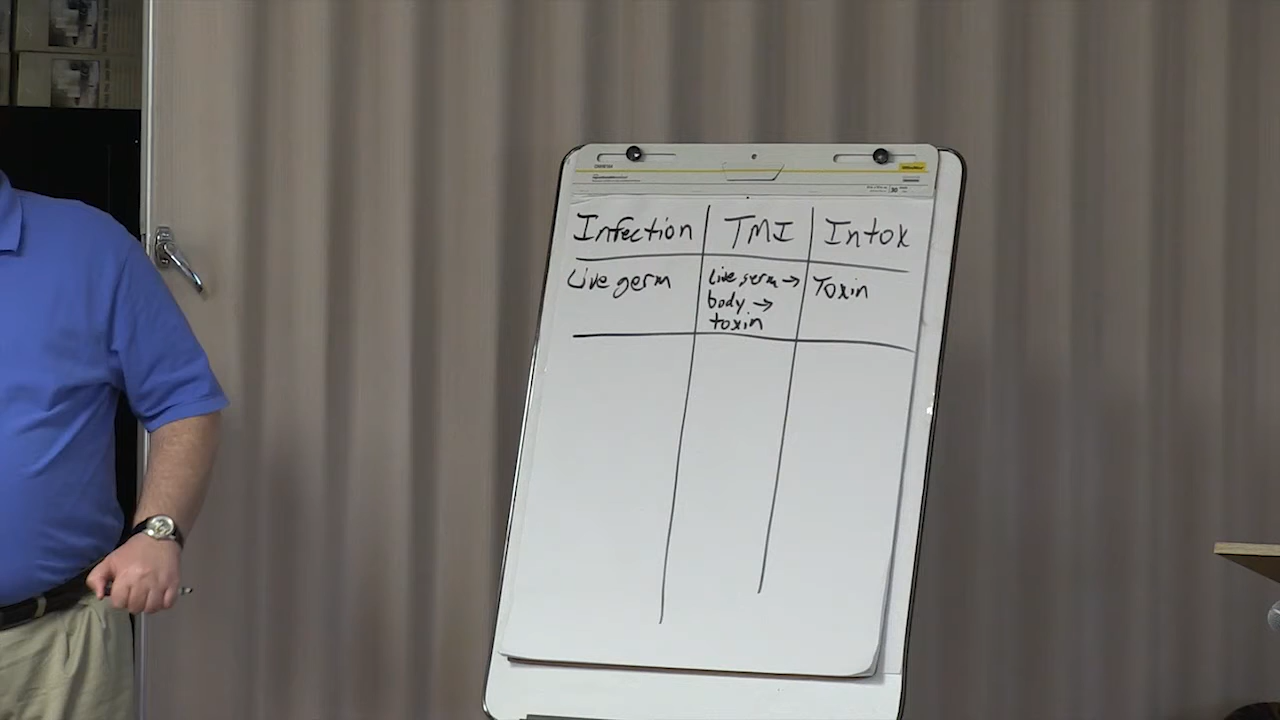 Infection TMI Intox
Live germ
Live germ →
body →
toxin
Toxin